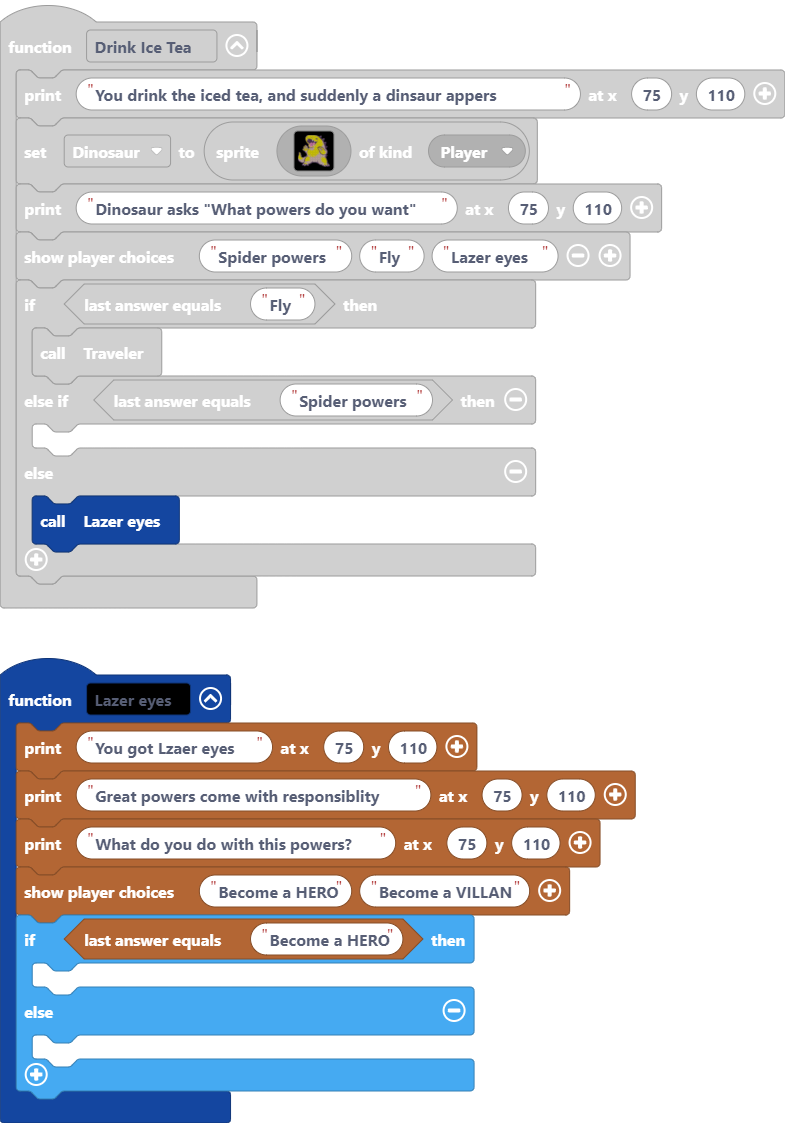 function Drink Ice Tea
print "You drink the iced tea, and suddenly a dinsaur appers" at x 75 y 110
set Dinosaur to sprite of kind Player
print "Dinosaur asks "What powers do you want"" at x 75 y 110
show player choices "Spider powers" "Fly" "Lazer eyes"
if last answer equals "Fly" then
call Traveler
else if last answer equals "Spider powers" then
else
call Lazer eyes
function Lazer eyes
print "You got Lzaer eyes" at x 75 y 110
print "Great powers come with responsiblity" at x 75 y 110
print "What do you do with this powers?" at x 75 y 110
show player choices "Become a HERO" "Become a VILLAN"
if last answer equals "Become a HERO" then
else